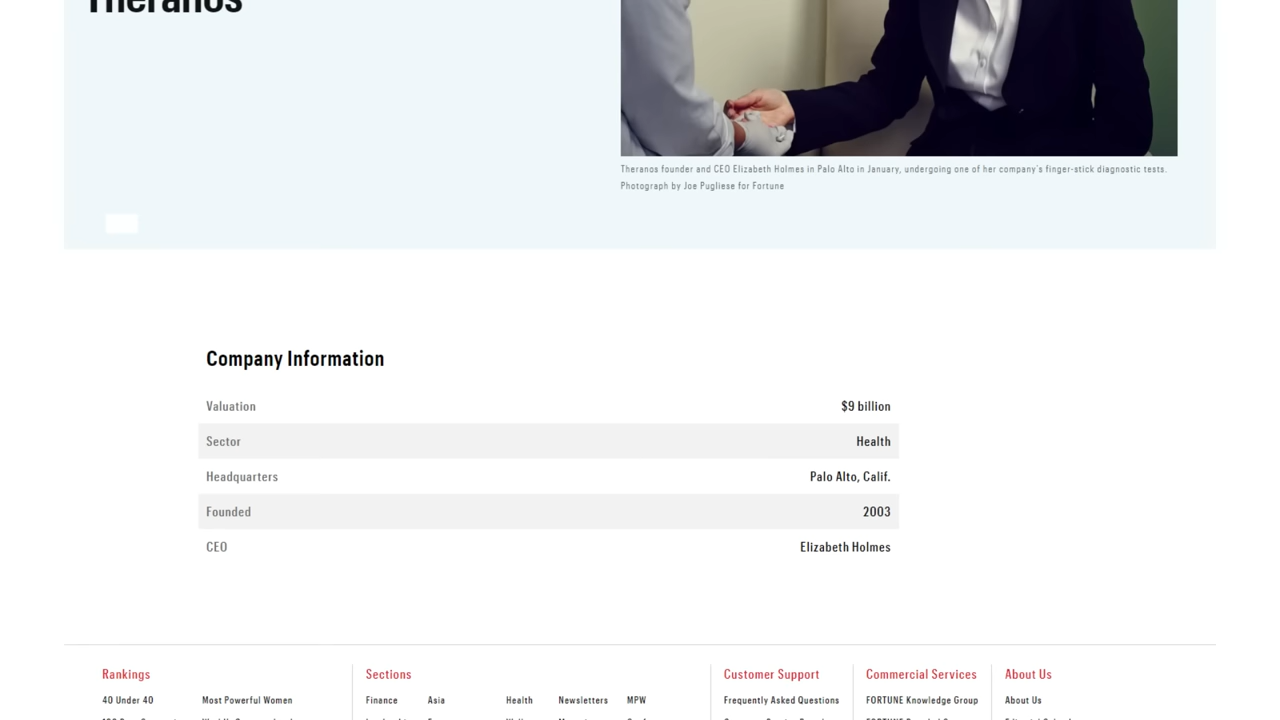 Theranos
Theranos founder and CEO Elizabeth Holmes in Palo Alto in January, undergoing one of her company's finger-stick diagnostic tests.
Photograph by Joe Pugliese for Fortune
Company Information
Valuation $9 billion
Sector Health
Headquarters Palo Alto, Calif.
Founded 2003
CEO Elizabeth Holmes
Rankings Sections Customer Support Commercial Services About Us
40 Under 40 Most Powerful Women Finance Asia Health Newsletters MPW Frequently Asked Questions FORTUNE Knowledge Group About Us